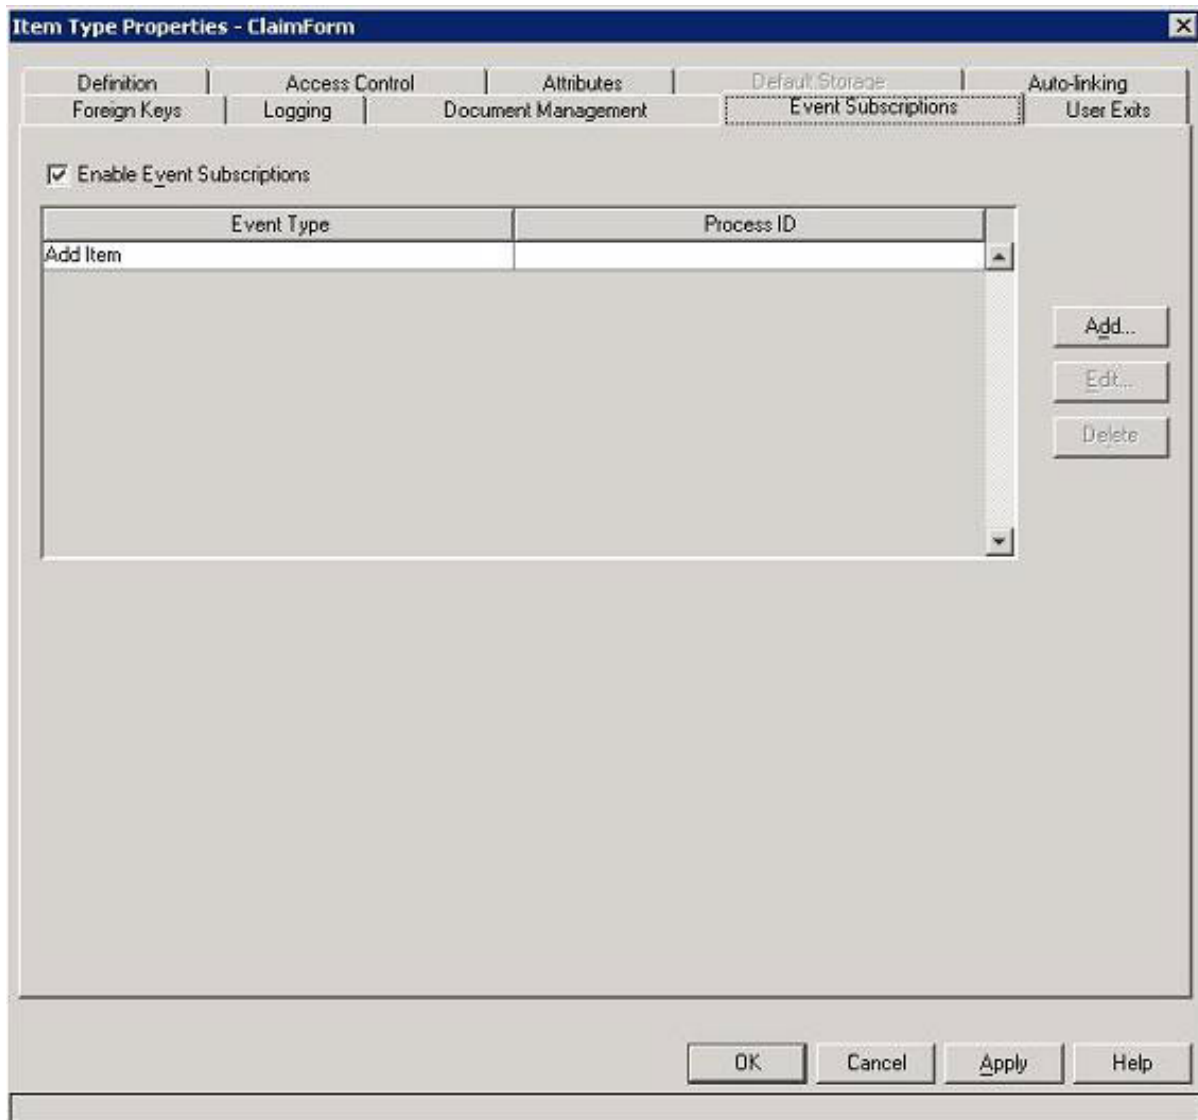 Item Type Properties - ClaimForm
Definition Access Control Attributes Default Storage Auto-linking
Foreign Keys Logging Document Management Event Subscriptions User Exits
Enable Event Subscriptions
Event Type Process ID
Add Item
Add...
Edit...
Delete
OK Cancel Apply Help